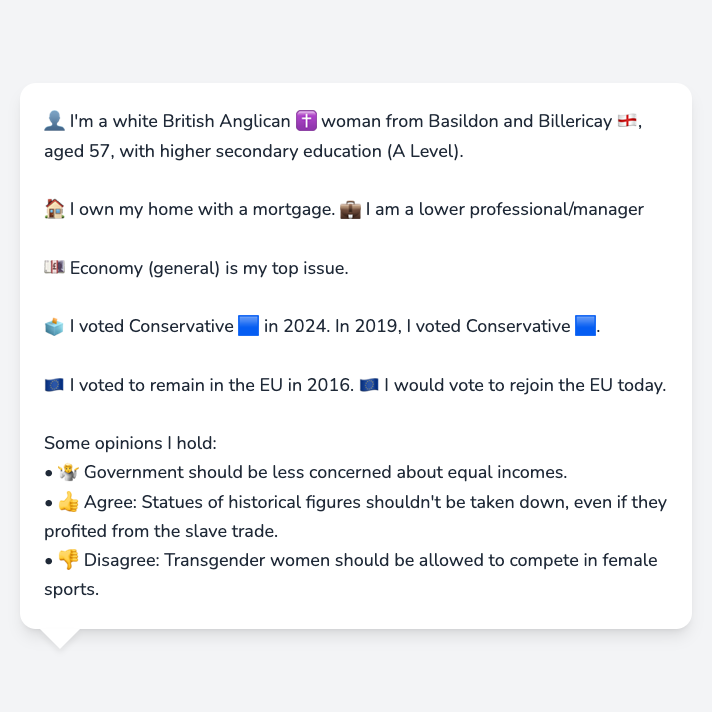 👤 I'm a white British Anglican ✝️ woman from Basildon and Billericay 🏴󠁧󠁢󠁥󠁮󠁧󠁿,
aged 57, with higher secondary education (A Level).
🏠 I own my home with a mortgage. 💼 I am a lower professional/manager
💷 Economy (general) is my top issue.
🗳️ I voted Conservative 🟦 in 2024. In 2019, I voted Conservative 🟦.
🇪🇺 I voted to remain in the EU in 2016. 🇪🇺 I would vote to rejoin the EU today.
Some opinions I hold:
• 🤷 Government should be less concerned about equal incomes.
• 👍 Agree: Statues of historical figures shouldn't be taken down, even if they
profited from the slave trade.
• 👎 Disagree: Transgender women should be allowed to compete in female
sports.